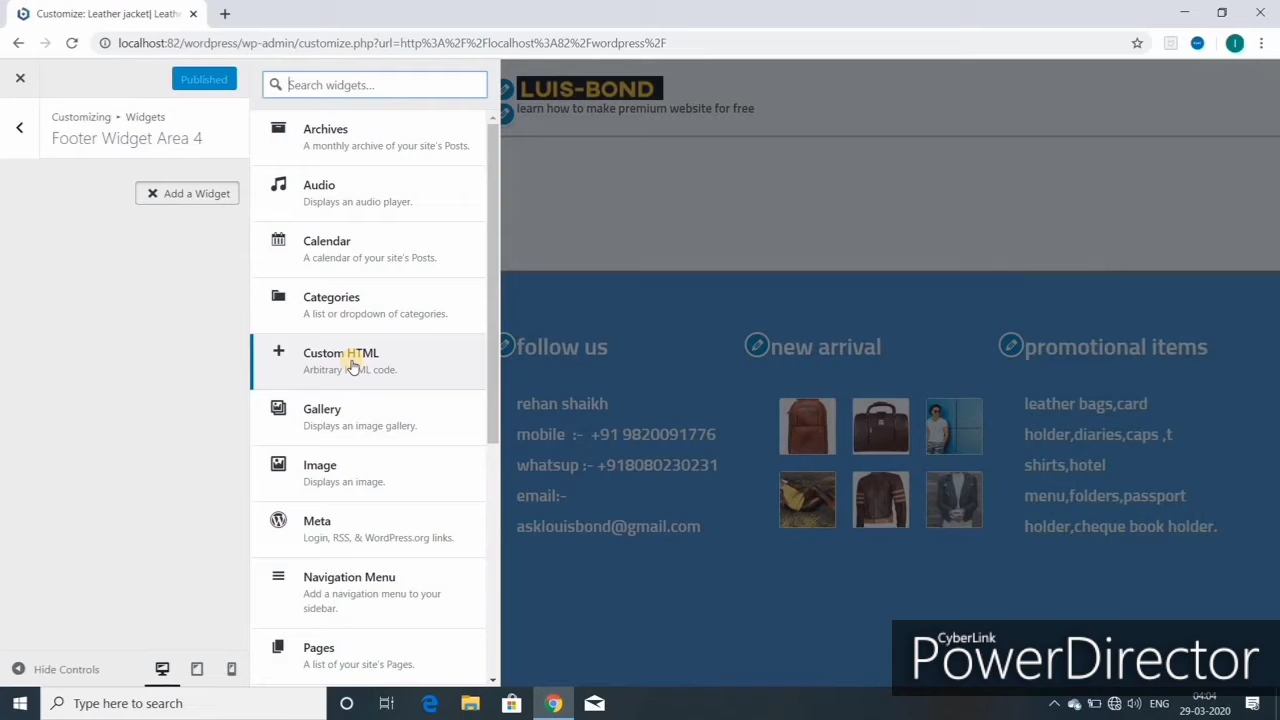 Customize: Leather jacket| Leath
localhost:82/wordpress/wp-admin/customize.php?url=http%3A%2F%2Flocalhost%3A82%2Fwordpress%2F
I
Published
Customizing ▸ Widgets
Footer Widget Area 4
Add a Widget
Search widgets...
Archives
A monthly archive of your site's Posts.
Audio
Displays an audio player.
Calendar
A calendar of your site's Posts.
Categories
A list or dropdown of categories.
Custom HTML
Arbitrary HTML code.
Gallery
Displays an image gallery.
Image
Displays an image.
Meta
Login, RSS, & WordPress.org links.
Navigation Menu
Add a navigation menu to your
sidebar.
Pages
A list of your site's Pages.
Hide Controls
LUIS-BOND
learn how to make premium website for free
follow us
rehan shaikh
mobile :- +91 9820091776
whatsup :- +918080230231
email:-
asklouisbond@gmail.com
new arrival
promotional items
leather bags,card
holder,diaries,caps ,t
shirts,hotel
menu,folders,passport
holder,cheque book holder.
CyberLink
PowerDirector
Type here to search
ENG
04:04
29-03-2020